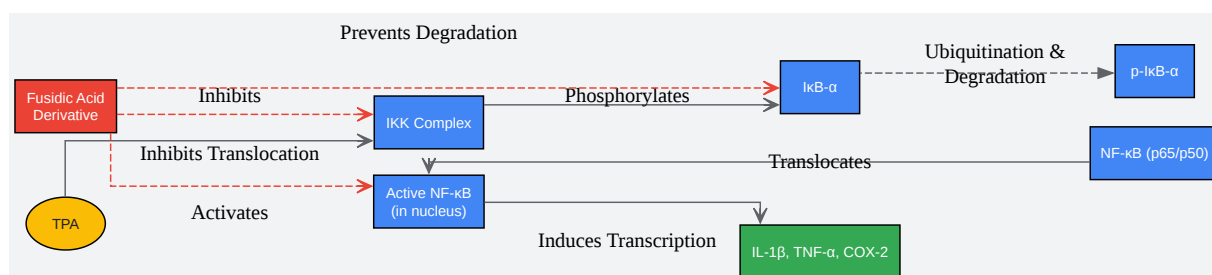 Prevents Degradation
Ubiquitination &
Degradation
p-IκB-α
IκB-α
Fusidic Acid
Derivative
Inhibits
Phosphorylates
IKK Complex
Inhibits Translocation
Translocates
NF-κB (p65/p50)
Active NF-κB
(in nucleus)
Activates
TPA
Induces Transcription
IL-1β, TNF-α, COX-2